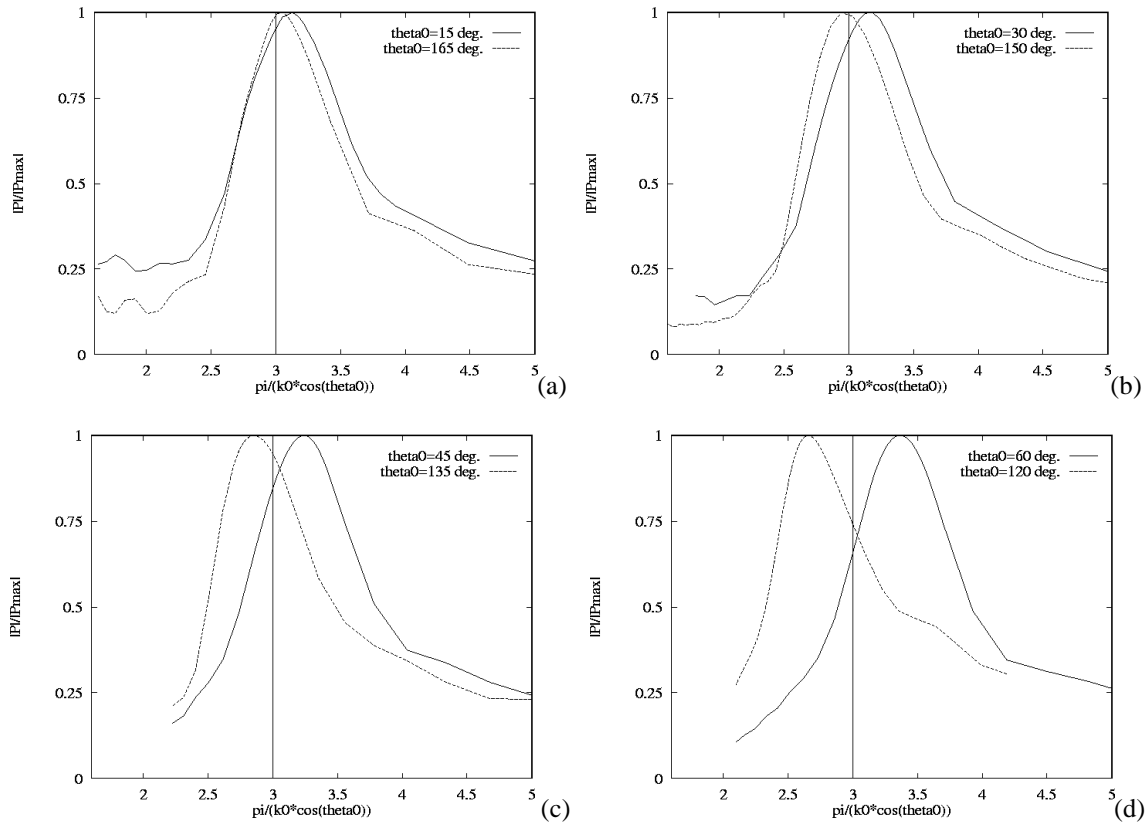 1
0.75
0.5
0.25
0
|P|/|Pmax|
theta0=15 deg.
theta0=165 deg.
2 2.5 3 3.5 4 4.5 5
pi/(k0*cos(theta0))
(a)
1
0.75
0.5
0.25
0
|P|/|Pmax|
theta0=30 deg.
theta0=150 deg.
2 2.5 3 3.5 4 4.5 5
pi/(k0*cos(theta0))
(b)
1
0.75
0.5
0.25
0
|P|/|Pmax|
theta0=45 deg.
theta0=135 deg.
2 2.5 3 3.5 4 4.5 5
pi/(k0*cos(theta0))
(c)
1
0.75
0.5
0.25
0
|P|/|Pmax|
theta0=60 deg.
theta0=120 deg.
2 2.5 3 3.5 4 4.5 5
pi/(k0*cos(theta0))
(d)